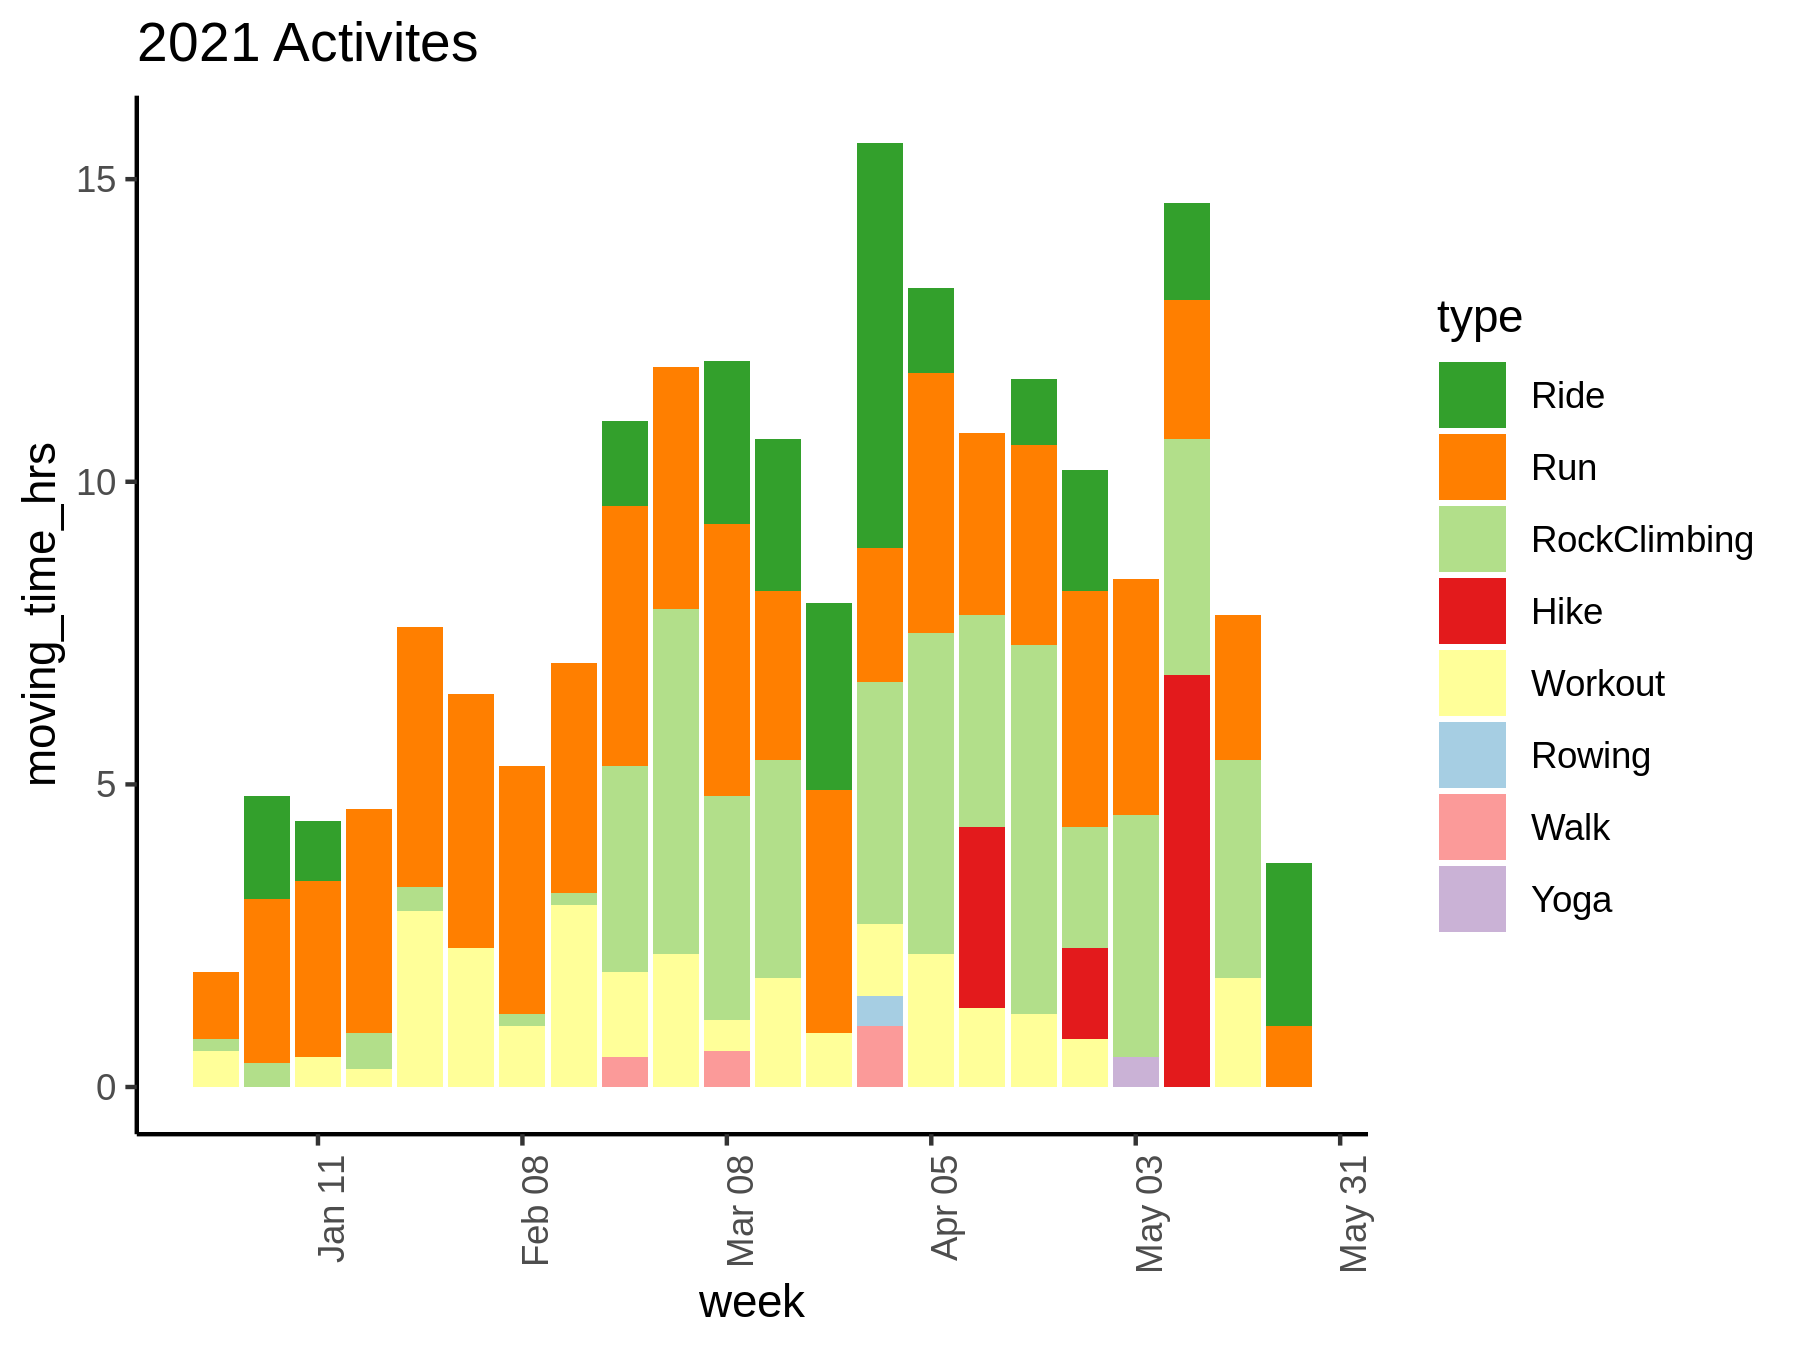 2021 Activites
moving_time_hrs
15
10
5
0
Jan 11
Feb 08
Mar 08
Apr 05
May 03
May 31
week
type
Ride
Run
RockClimbing
Hike
Workout
Rowing
Walk
Yoga